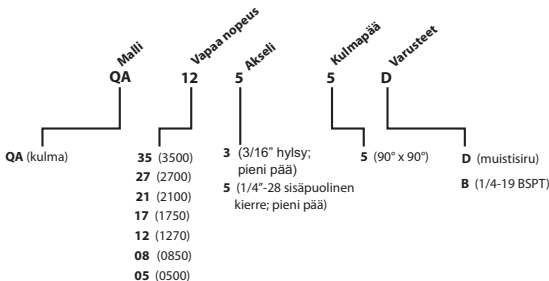 Malli
Vapaa nopeus
Akseli
Kulmapää
Varusteet
QA 12 5 5 D
QA (kulma)
35 (3500)
27 (2700)
21 (2100)
17 (1750)
12 (1270)
08 (0850)
05 (0500)
3 (3/16" hylsy;
pieni pää)
5 (1/4"-28 sisäpuolinen
kierre; pieni pää)
5 (90° x 90°)
D (muistisiru)
B (1/4-19 BSPT)